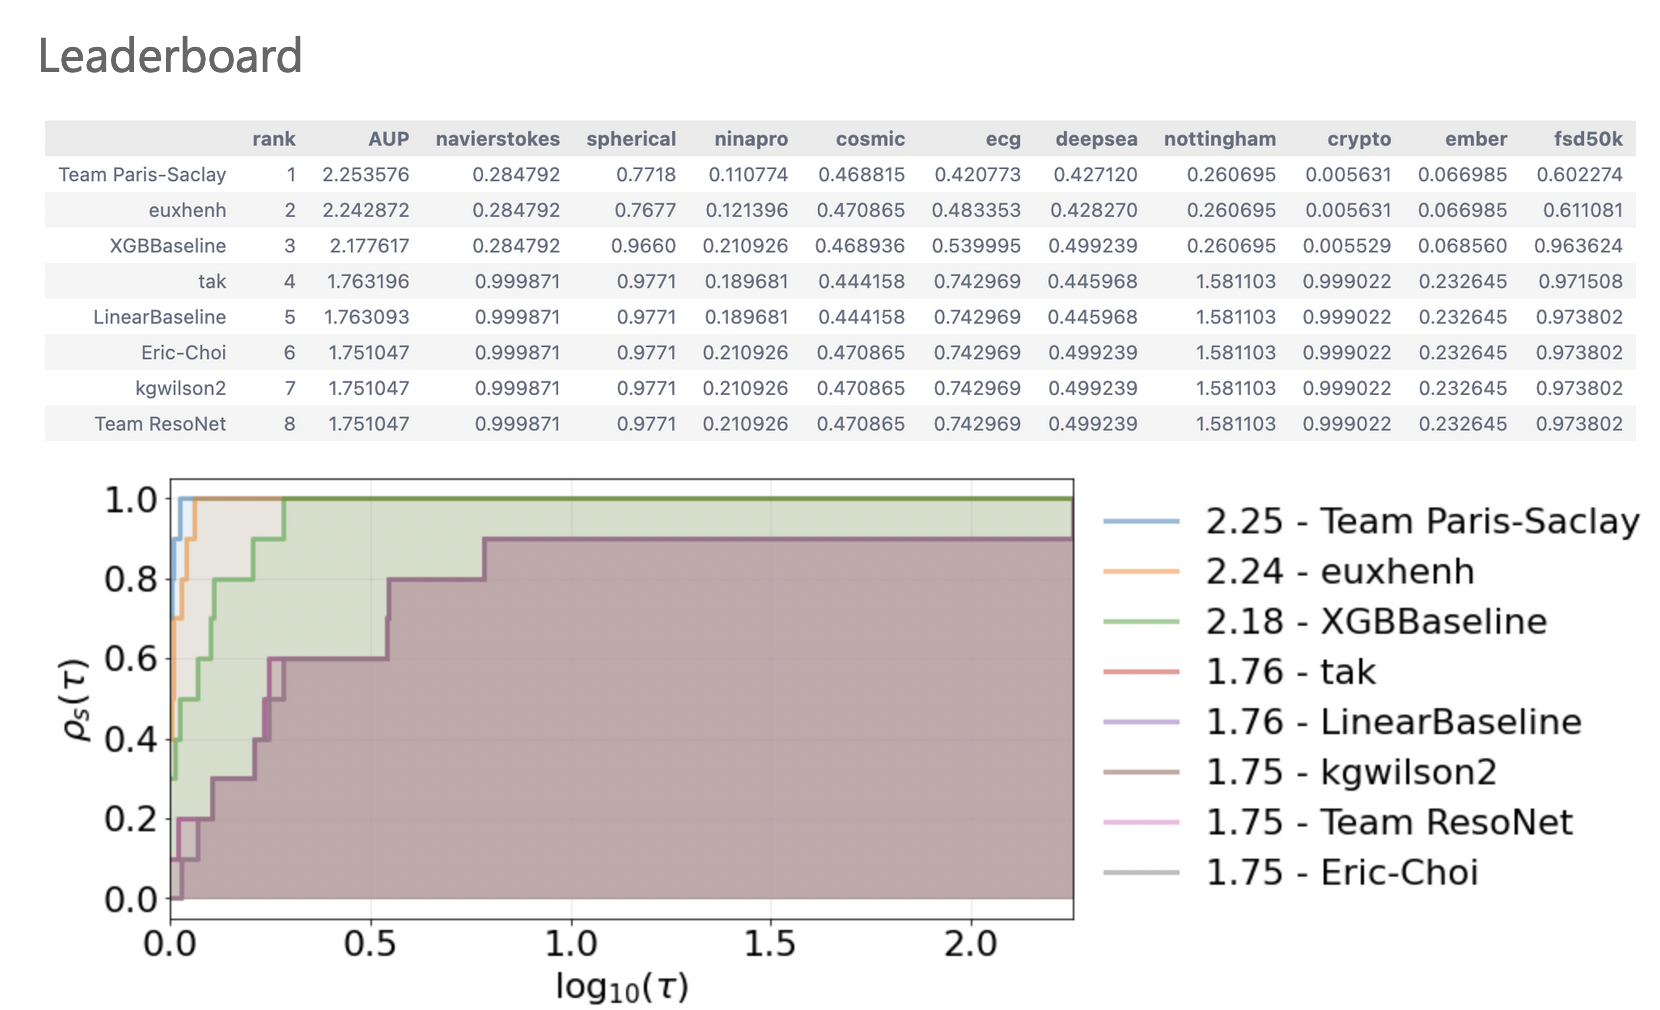 Leaderboard
rank AUP navierstokes spherical ninapro cosmic ecg deepsea nottingham crypto ember fsd50k
Team Paris-Saclay 1 2.253576 0.284792 0.7718 0.110774 0.468815 0.420773 0.427120 0.260695 0.005631 0.066985 0.602274
euxhenh 2 2.242872 0.284792 0.7677 0.121396 0.470865 0.483353 0.428270 0.260695 0.005631 0.066985 0.611081
XGBBaseline 3 2.177617 0.284792 0.9660 0.210926 0.468936 0.539995 0.499239 0.260695 0.005529 0.068560 0.963624
tak 4 1.763196 0.999871 0.9771 0.189681 0.444158 0.742969 0.445968 1.581103 0.999022 0.232645 0.971508
LinearBaseline 5 1.763093 0.999871 0.9771 0.189681 0.444158 0.742969 0.445968 1.581103 0.999022 0.232645 0.973802
Eric-Choi 6 1.751047 0.999871 0.9771 0.210926 0.470865 0.742969 0.499239 1.581103 0.999022 0.232645 0.973802
kgwilson2 7 1.751047 0.999871 0.9771 0.210926 0.470865 0.742969 0.499239 1.581103 0.999022 0.232645 0.973802
Team ResoNet 8 1.751047 0.999871 0.9771 0.210926 0.470865 0.742969 0.499239 1.581103 0.999022 0.232645 0.973802
1.0
0.8
0.6
0.4
0.2
0.0
ρs(τ)
0.0 0.5 1.0 1.5 2.0
log10(τ)
2.25 - Team Paris-Saclay
2.24 - euxhenh
2.18 - XGBBaseline
1.76 - tak
1.76 - LinearBaseline
1.75 - kgwilson2
1.75 - Team ResoNet
1.75 - Eric-Choi